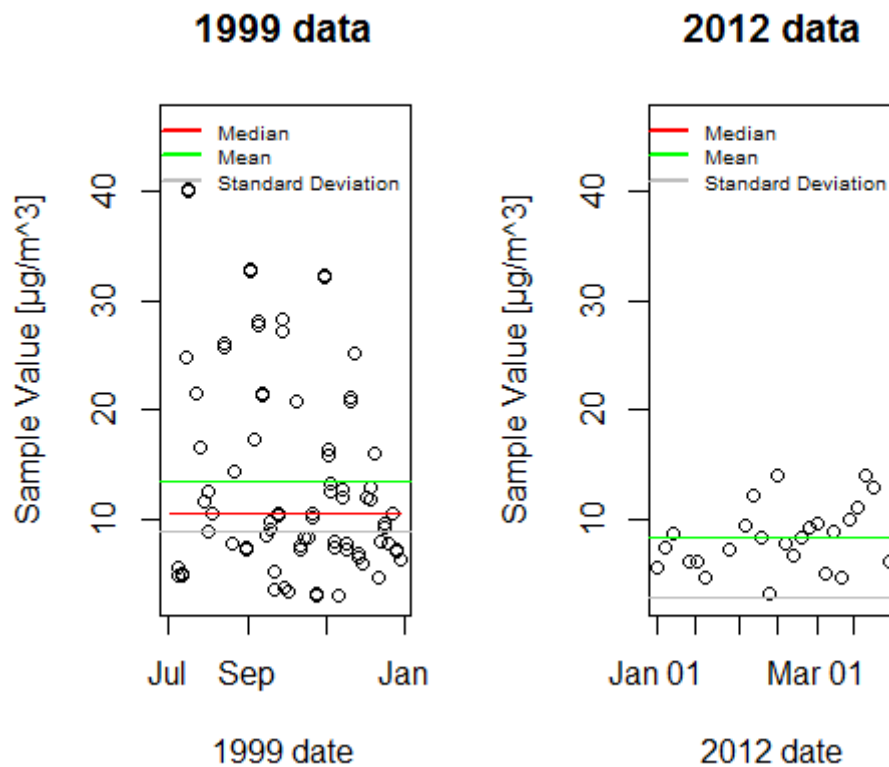 1999 data
Median
Mean
Standard Deviation
Sample Value [µg/m^3]
10
20
30
40
Jul
Sep
Jan
1999 date
2012 data
Median
Mean
Standard Deviation
Sample Value [µg/m^3]
10
20
30
40
Jan 01
Mar 01
2012 date